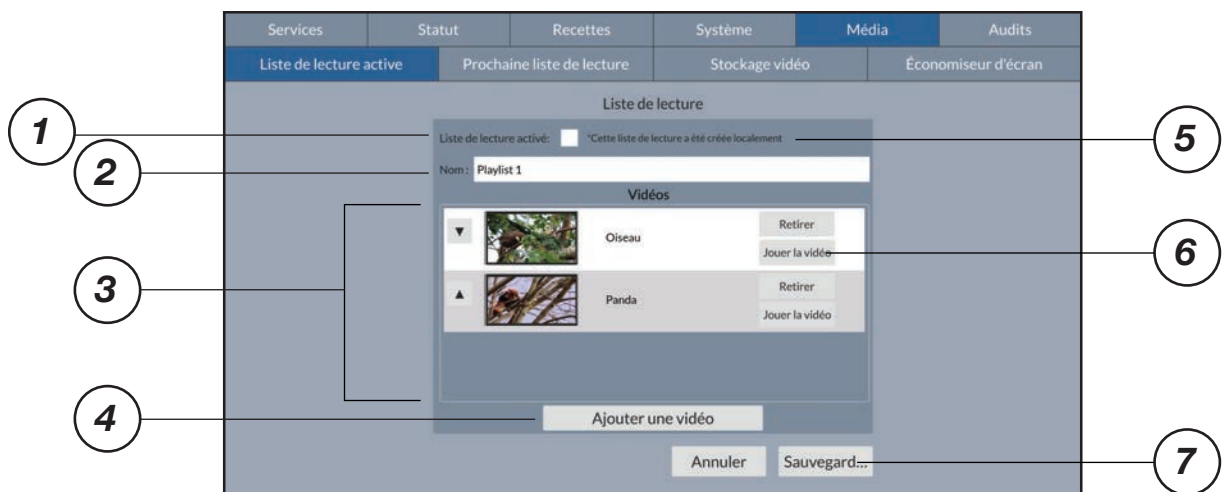 Services Statut Recettes Système Média Audits
Liste de lecture active Prochaine liste de lecture Stockage vidéo Économiseur d'écran
Liste de lecture
1 Liste de lecture activé: *Cette liste de lecture a été créée localement 5
2 Nom : Playlist 1
Vidéos
▼ Oiseau Retirer
Jouer la vidéo 6
3 ▲ Panda Retirer
Jouer la vidéo
4 Ajouter une vidéo
Annuler Sauvegard... 7